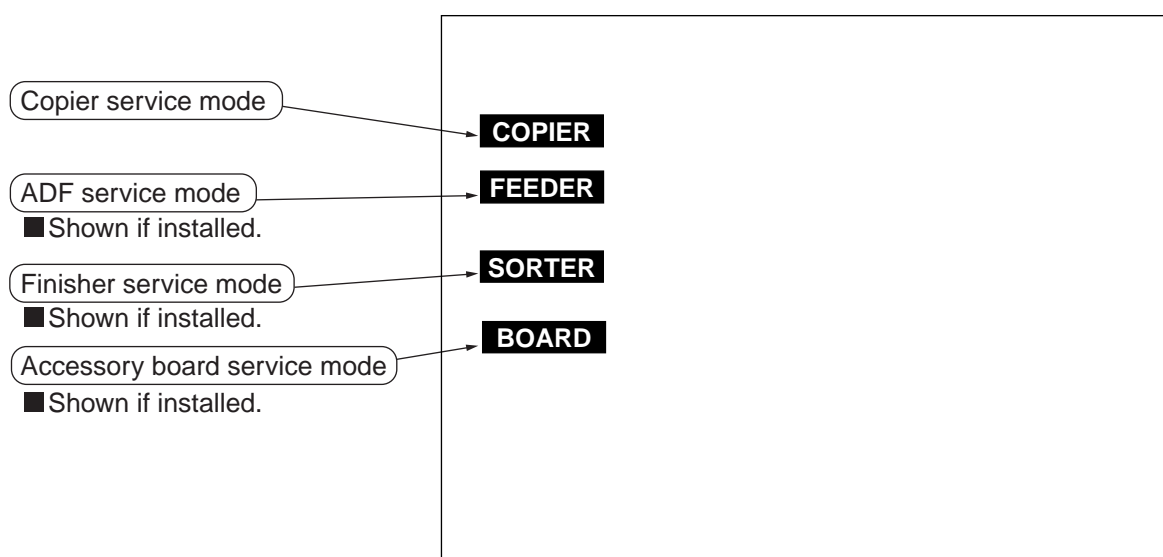 Copier service mode
COPIER
ADF service mode
■Shown if installed.
FEEDER
Finisher service mode
■Shown if installed.
SORTER
Accessory board service mode
■Shown if installed.
BOARD